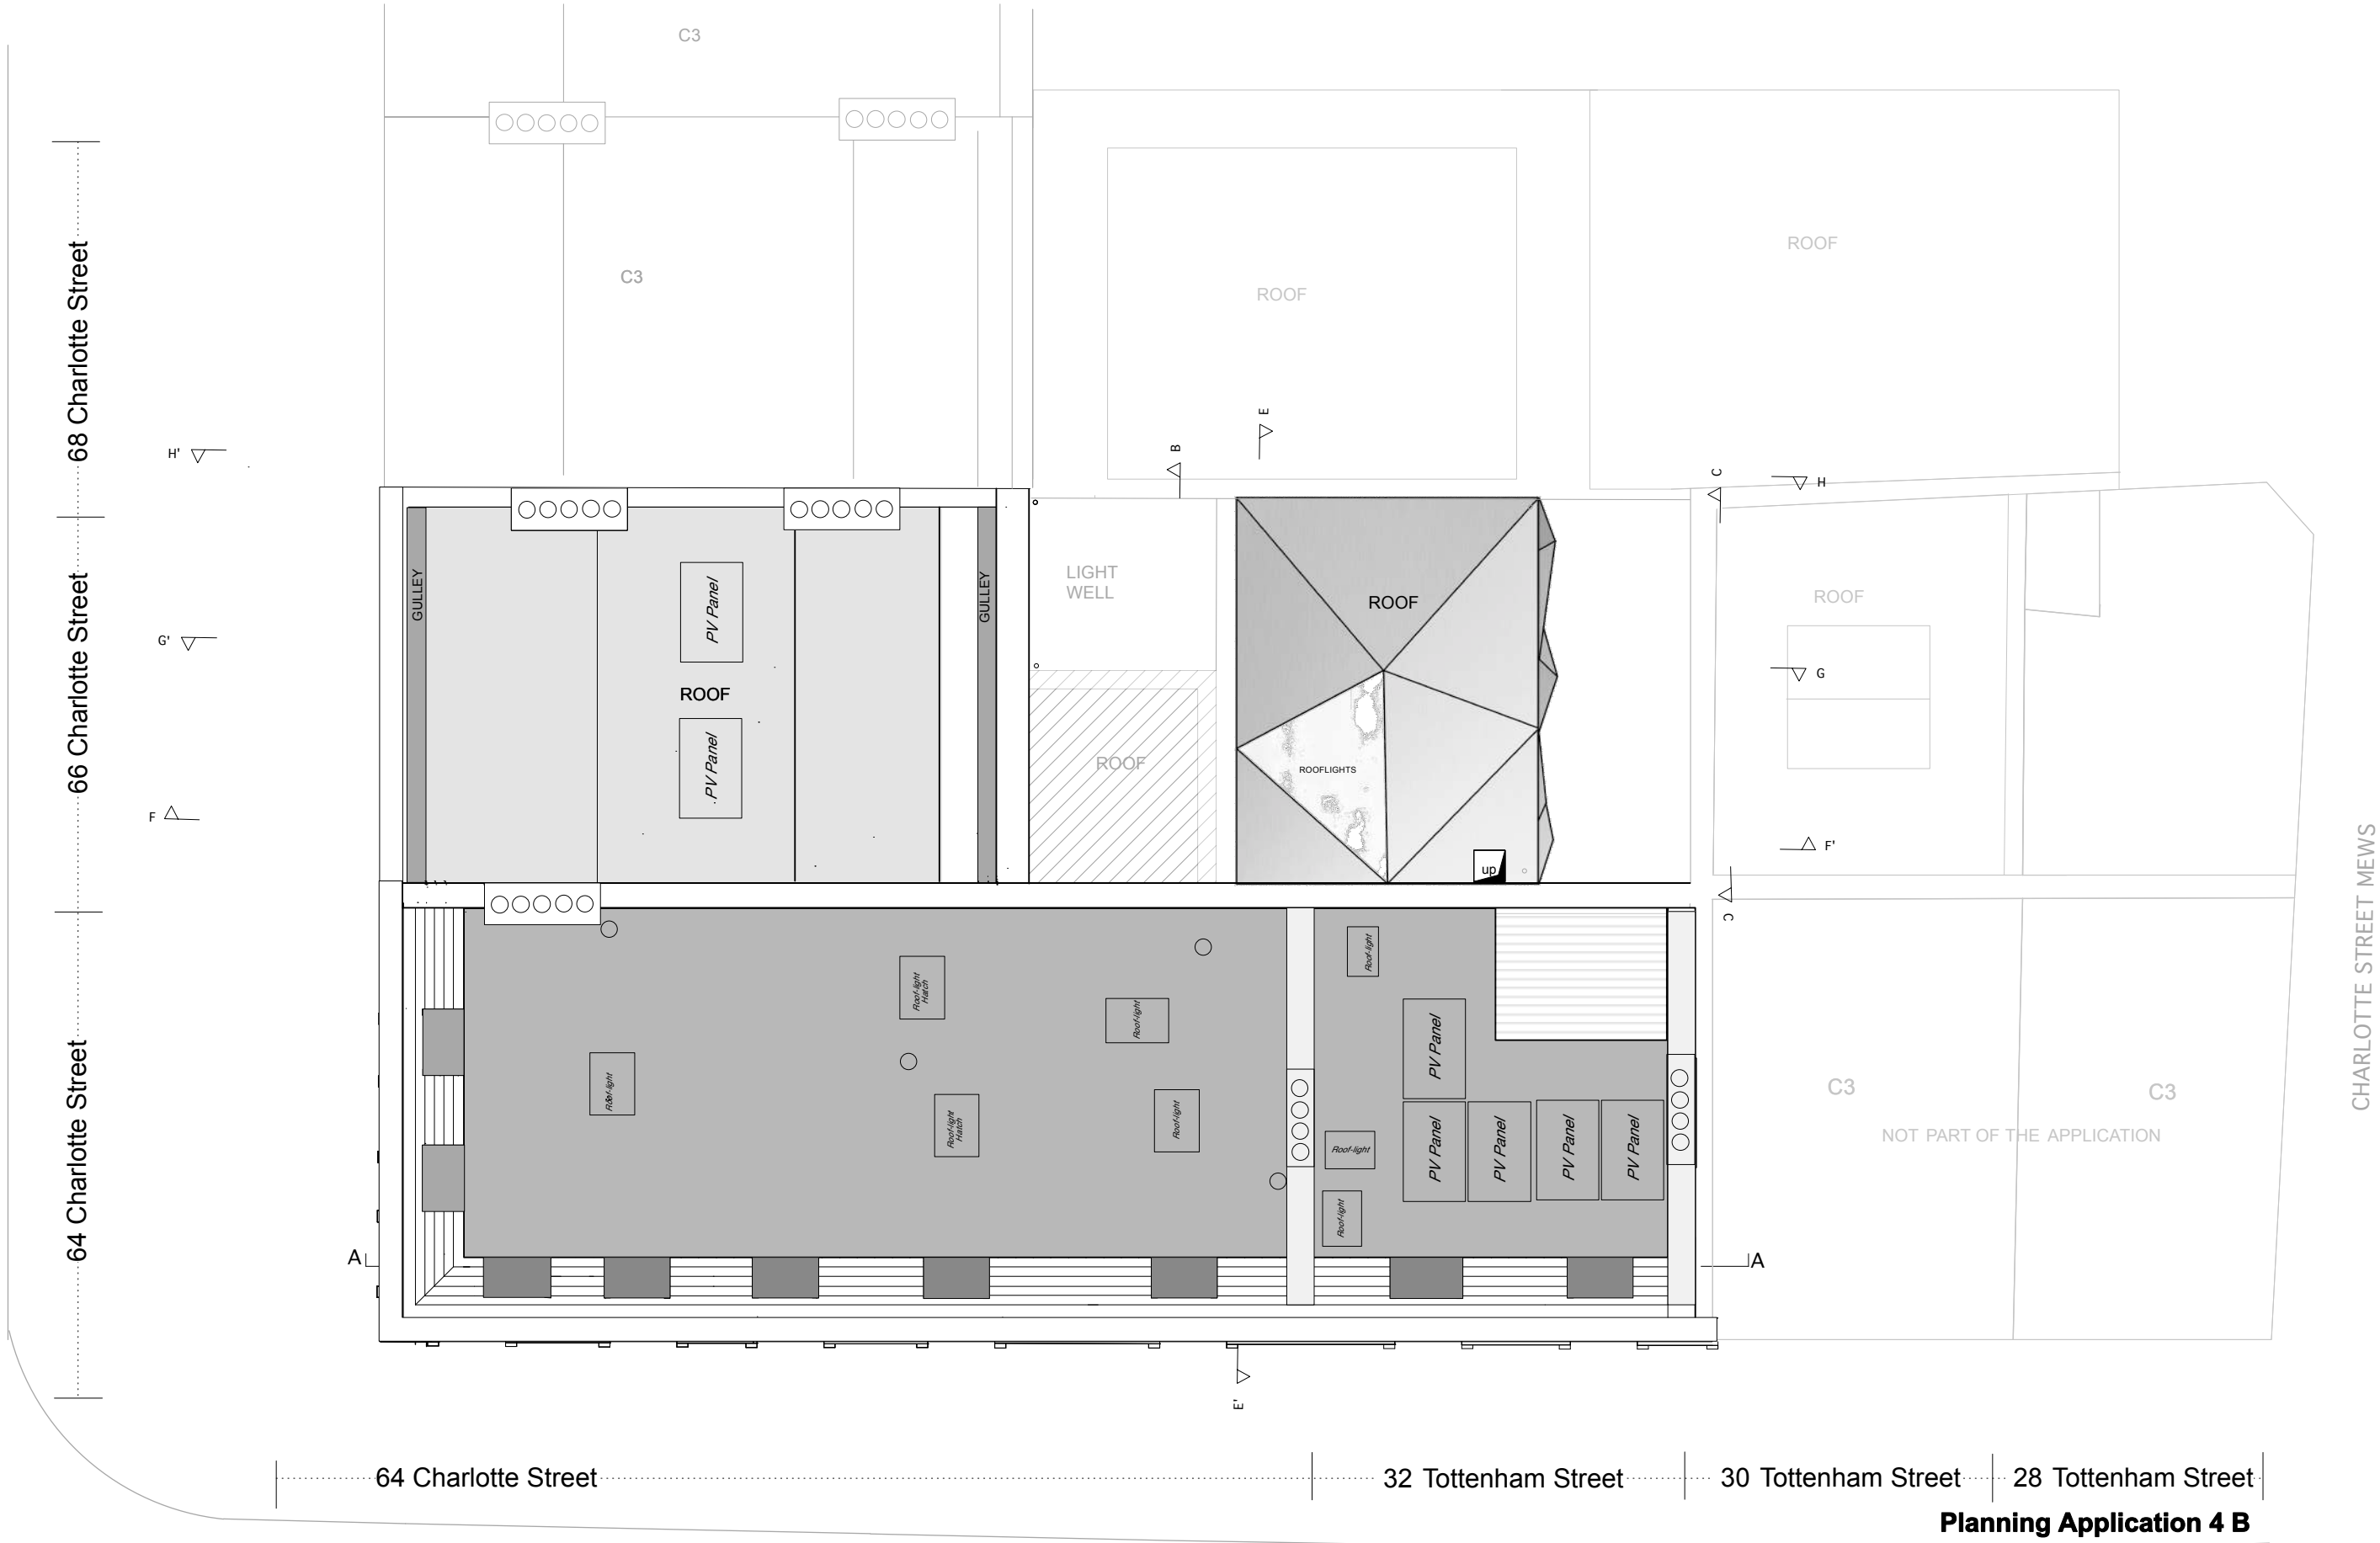 C3
C3
ROOF
ROOF
68 Charlotte Street
66 Charlotte Street
64 Charlotte Street
H'
G'
F
B
E
C
H
G
F'
C
GULLEY
PV Panel
ROOF
PV Panel
GULLEY
LIGHT
WELL
ROOF
ROOF
ROOFLIGHTS
up
ROOF
CHARLOTTE STREET MEWS
Roof-light
Roof-light
Hatch
Roof-light
Hatch
Roof-light
Roof-light
Roof-light
Roof-light
Roof-light
PV Panel
PV Panel
PV Panel
PV Panel
PV Panel
C3
C3
NOT PART OF THE APPLICATION
A
A
E'
64 Charlotte Street
32 Tottenham Street
30 Tottenham Street
28 Tottenham Street
Planning Application 4 B